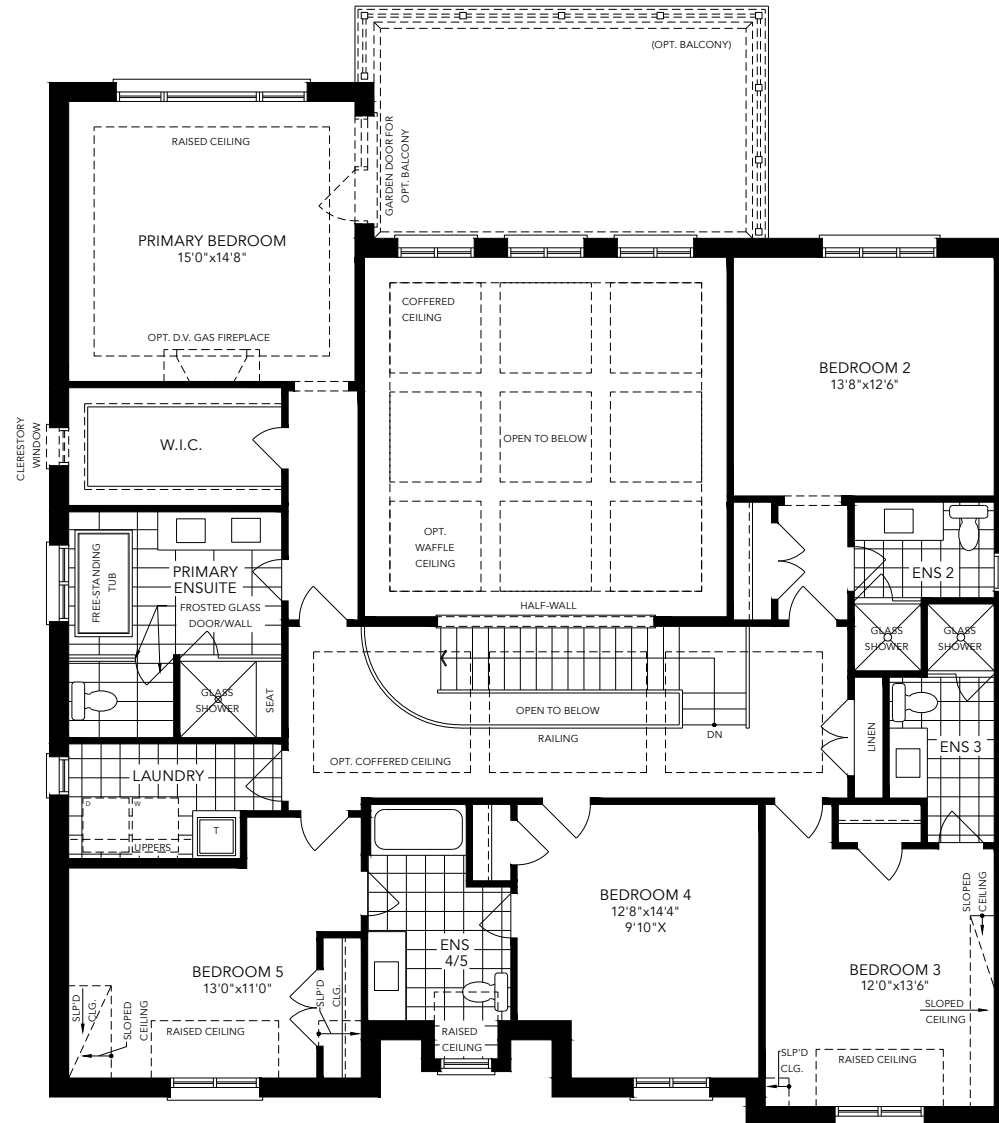 (OPT. BALCONY)
GARDEN DOOR FOR
OPT. BALCONY
RAISED CEILING
PRIMARY BEDROOM
15'0"x14'8"
OPT. D.V. GAS FIREPLACE
COFFERED
CEILING
OPEN TO BELOW
OPT.
WAFFLE
CEILING
BEDROOM 2
13'8"x12'6"
CLERESTORY
WINDOW
W.I.C.
FREE-STANDING
TUB
PRIMARY
ENSUITE
FROSTED GLASS
DOOR/WALL
GLASS
SHOWER
SEAT
HALF-WALL
OPEN TO BELOW
RAILING
DN
OPT. COFFERED CEILING
ENS 2
GLASS
SHOWER
GLASS
SHOWER
LINEN
ENS 3
LAUNDRY
D
W
UPPERS
T
BEDROOM 5
13'0"x11'0"
SLP'D
CLG.
SLOPED
CEILING
RAISED CEILING
SLP'D
CLG.
ENS
4/5
RAISED
CEILING
BEDROOM 4
12'8"x14'4"
9'10"X
SLOPED
CEILING
BEDROOM 3
12'0"x13'6"
SLOPED
CEILING
SLP'D
CLG.
RAISED CEILING